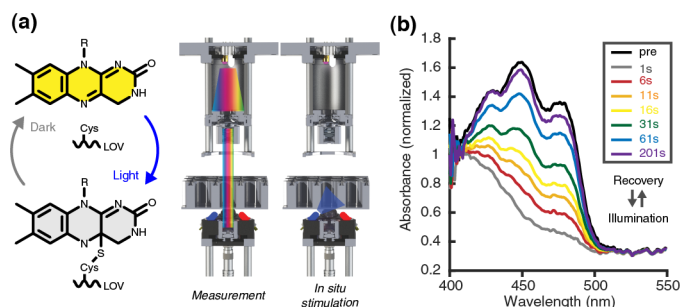 (a)
R
N
N
O
NH
N
Dark
Cys
LOV
Light
R
N
N
O
NH
N
S
Cys
LOV
Measurement
In situ
stimulation
(b)
Absorbance (normalized)
1.8
1.6
1.4
1.2
1.0
0.8
0.6
0.4
0.2
400
450
500
550
Wavelength (nm)
pre
1s
6s
11s
16s
31s
61s
201s
Recovery
Illumination